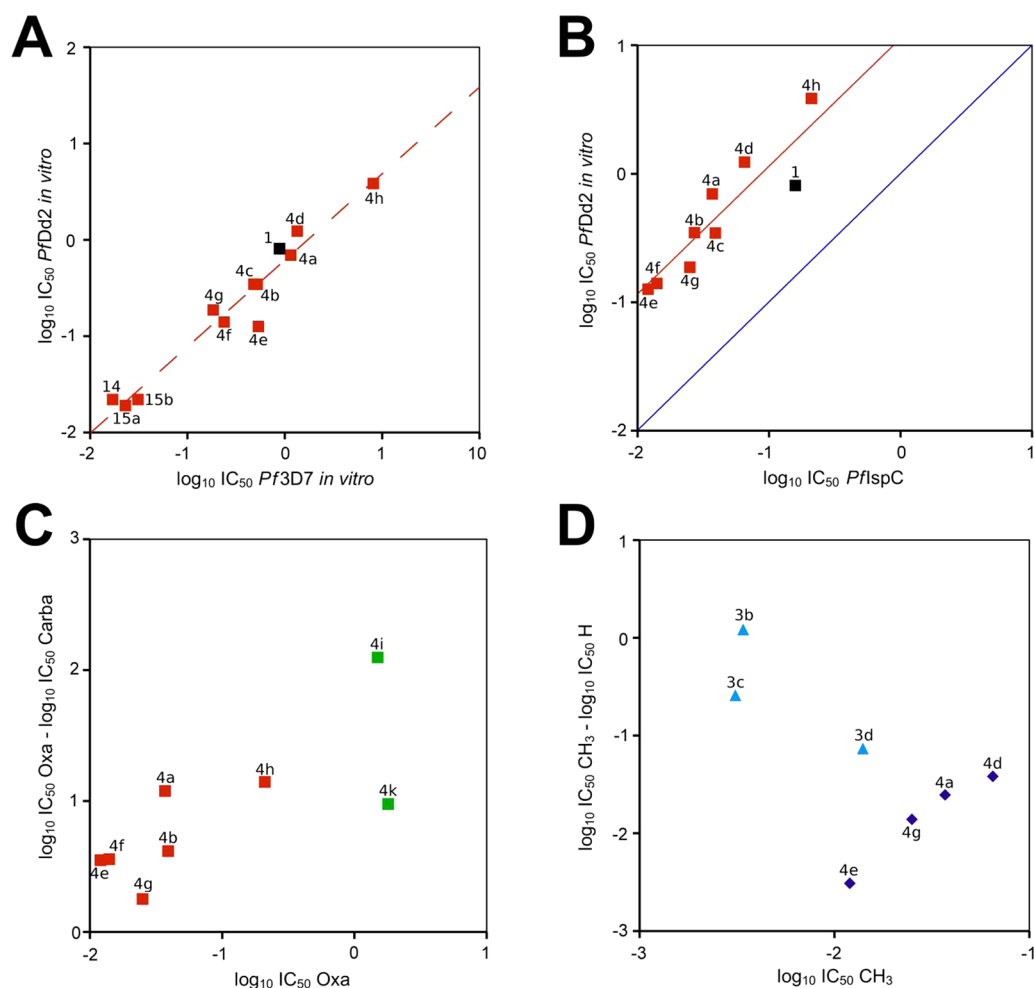 A
B
2
1
0
-1
-2
log₁₀ IC₅₀ PfDd2 in vitro
4h
4d
1
4a
4c
4b
4g
4f
4e
14
15b
15a
-2
-1
0
1
10
log₁₀ IC₅₀ Pf3D7 in vitro
1
0
-1
-2
log₁₀ IC₅₀ PfDd2 in vitro
4h
4d
1
4a
4b
4c
4f
4g
4e
-2
-1
0
1
log₁₀ IC₅₀ PfIspC
C
D
3
2
1
0
log₁₀ IC₅₀ Oxa - log₁₀ IC₅₀ Carba
4i
4a
4h
4k
4f
4b
4e
4g
-2
-1
0
1
log₁₀ IC₅₀ Oxa
1
0
-1
-2
-3
log₁₀ IC₅₀ CH₃ - log₁₀ IC₅₀ H
3b
3c
3d
4d
4a
4g
4e
-3
-2
-1
log₁₀ IC₅₀ CH₃